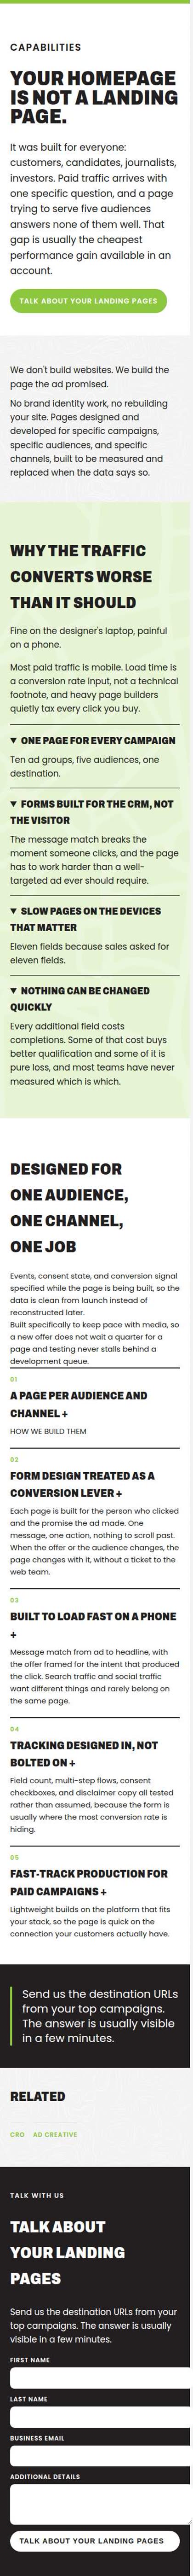 CAPABILITIES
YOUR HOMEPAGE
IS NOT A LANDING
PAGE.
It was built for everyone:
customers, candidates, journalists,
investors. Paid traffic arrives with
one specific question, and a page
trying to serve five audiences
answers none of them well. That
gap is usually the cheapest
performance gain available in an
account.
TALK ABOUT YOUR LANDING PAGES
We don't build websites. We build the
page the ad promised.
No brand identity work, no rebuilding
your site. Pages designed and
developed for specific campaigns,
specific audiences, and specific
channels, built to be measured and
replaced when the data says so.
WHY THE TRAFFIC
CONVERTS WORSE
THAN IT SHOULD
Fine on the designer's laptop, painful
on a phone.
Most paid traffic is mobile. Load time is
a conversion rate input, not a technical
footnote, and heavy page builders
quietly tax every click you buy.
▼ ONE PAGE FOR EVERY CAMPAIGN
Ten ad groups, five audiences, one
destination.
▼ FORMS BUILT FOR THE CRM, NOT
THE VISITOR
The message match breaks the
moment someone clicks, and the page
has to work harder than a well-
targeted ad ever should require.
▼ SLOW PAGES ON THE DEVICES
THAT MATTER
Eleven fields because sales asked for
eleven fields.
▼ NOTHING CAN BE CHANGED
QUICKLY
Every additional field costs
completions. Some of that cost buys
better qualification and some of it is
pure loss, and most teams have never
measured which is which.
DESIGNED FOR
ONE AUDIENCE,
ONE CHANNEL,
ONE JOB
Events, consent state, and conversion signal
specified while the page is being built, so the
data is clean from launch instead of
reconstructed later.
Built specifically to keep pace with media, so
a new offer does not wait a quarter for a
page and testing never stalls behind a
development queue.
01
A PAGE PER AUDIENCE AND
CHANNEL +
HOW WE BUILD THEM
02
FORM DESIGN TREATED AS A
CONVERSION LEVER +
Each page is built for the person who clicked
and the promise the ad made. One
message, one action, nothing to scroll past.
When the offer or the audience changes, the
page changes with it, without a ticket to the
web team.
03
BUILT TO LOAD FAST ON A PHONE
+
Message match from ad to headline, with
the offer framed for the intent that produced
the click. Search traffic and social traffic
want different things and rarely belong on
the same page.
04
TRACKING DESIGNED IN, NOT
BOLTED ON +
Field count, multi-step flows, consent
checkboxes, and disclaimer copy all tested
rather than assumed, because the form is
usually where the most conversion rate is
hiding.
05
FAST-TRACK PRODUCTION FOR
PAID CAMPAIGNS +
Lightweight builds on the platform that fits
your stack, so the page is quick on the
connection your customers actually have.
Send us the destination URLs
from your top campaigns.
The answer is usually visible
in a few minutes.
RELATED
CRO AD CREATIVE
TALK WITH US
TALK ABOUT
YOUR LANDING
PAGES
Send us the destination URLs from your
top campaigns. The answer is usually
visible in a few minutes.
FIRST NAME
LAST NAME
BUSINESS EMAIL
ADDITIONAL DETAILS
TALK ABOUT YOUR LANDING PAGES